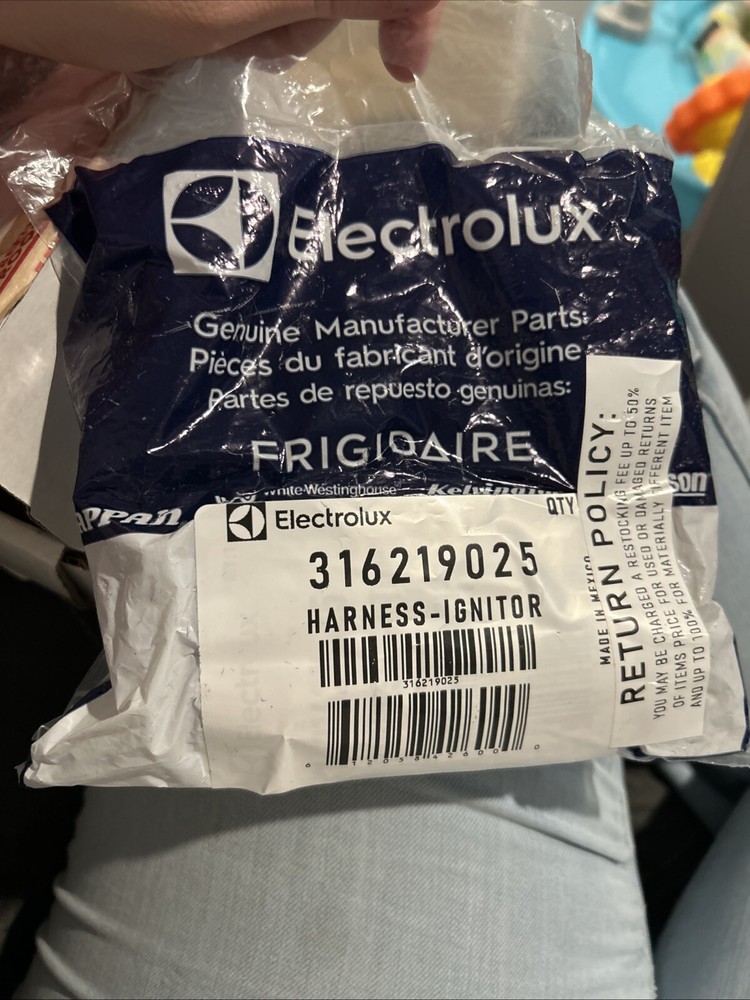 Electrolux
Genuine Manufacturer Parts:
Pièces du fabricant d'origine
Partes de repuesto genuinas:
FRIGIDAIRE
White-Westinghouse
Electrolux
QTY
316219025
HARNESS-IGNITOR
316219025
MADE IN MEXICO
RETURN POLICY:
YOU MAY BE CHARGED A RESTOCKING FEE UP TO 50%
OF ITEMS PRICE FOR USED OR DAMAGED RETURNS
AND UP TO 100% FOR MATERIALLY DIFFERENT ITEM